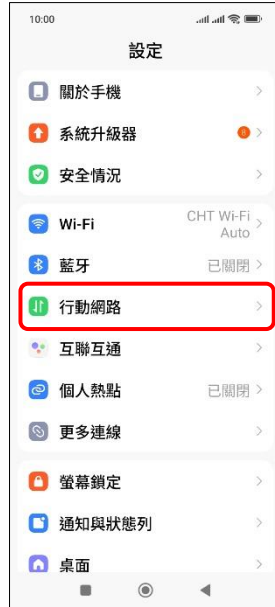 10:00
設定
關於手機
系統升級器
安全情況
Wi-Fi
CHT Wi-Fi
Auto
藍牙
已關閉
行動網路
互聯互通
個人熱點
已關閉
更多連線
螢幕鎖定
通知與狀態列
桌面